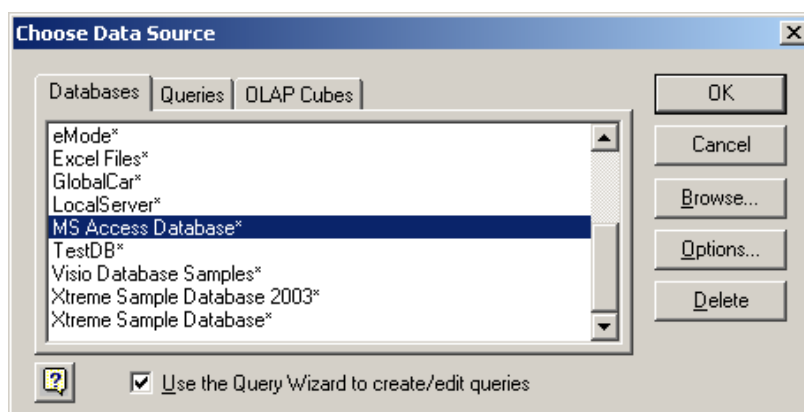 Choose Data Source
Databases Queries OLAP Cubes
eMode*
Excel Files*
GlobalCar*
LocalServer*
MS Access Database*
TestDB*
Visio Database Samples*
Xtreme Sample Database 2003*
Xtreme Sample Database*
OK
Cancel
Browse...
Options...
Delete
Use the Query Wizard to create/edit queries